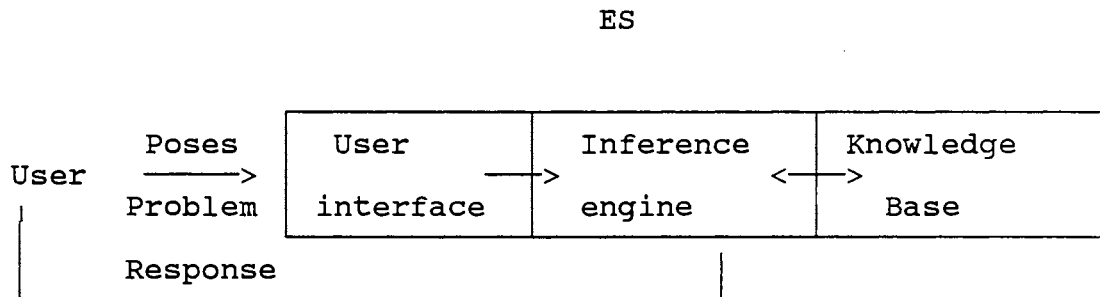 ES
Poses User Inference Knowledge
User
Problem interface engine Base
Response